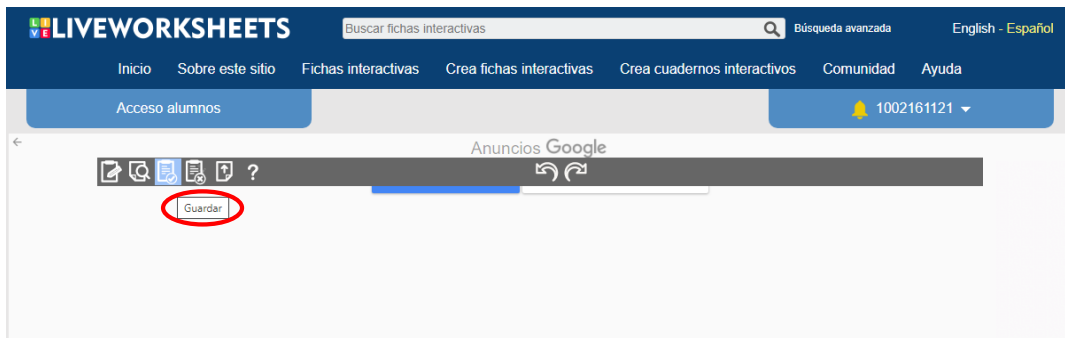 LIVE LIVEWORKSHEETS
Buscar fichas interactivas
Búsqueda avanzada
English - Español
Inicio Sobre este sitio Fichas interactivas Crea fichas interactivas Crea cuadernos interactivos Comunidad Ayuda
Acceso alumnos
1002161121
Anuncios Google
?
Guardar